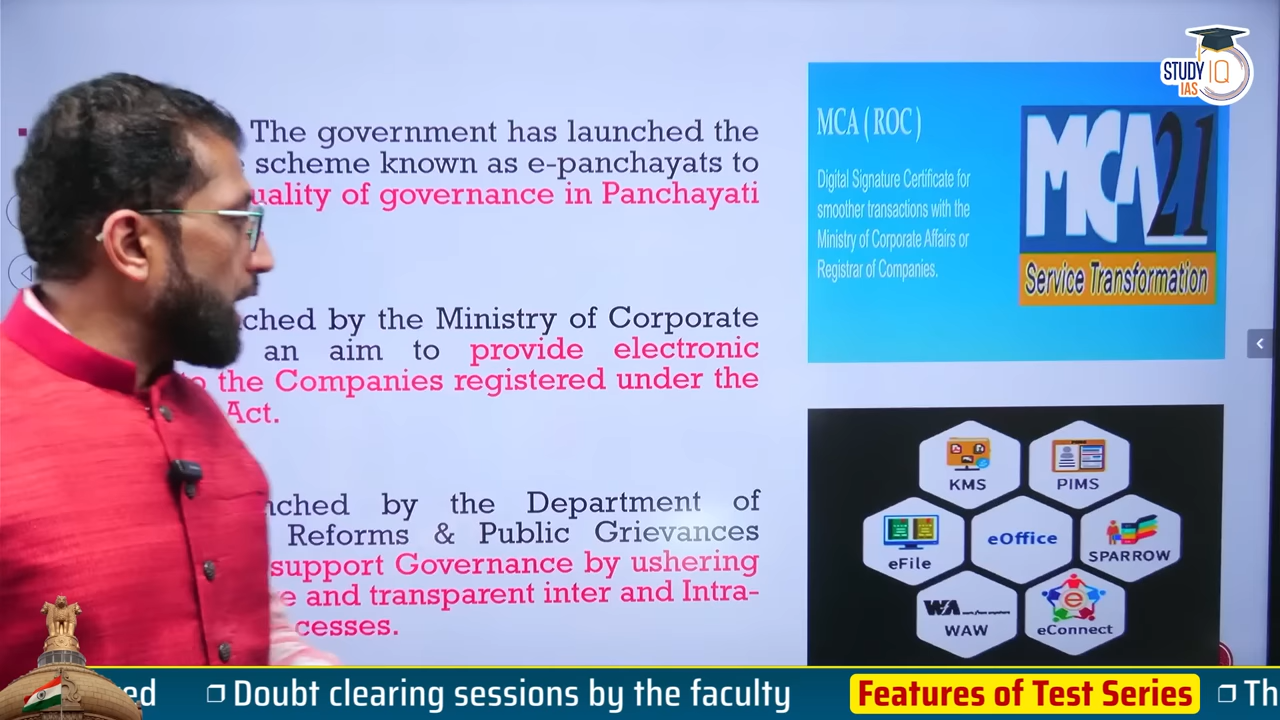 The government has launched the
scheme known as e-panchayats to
uality of governance in Panchayati
ched by the Ministry of Corporate
an aim to provide electronic
to the Companies registered under the
Act.
nched by the Department of
Reforms & Public Grievances
support Governance by ushering
e and transparent inter and Intra-
cesses.
STUDY IQ
IAS
MCA (ROC)
Digital Signature Certificate for
smoother transactions with the
Ministry of Corporate Affairs or
Registrar of Companies.
MCA21
Service Transformation
KMS
PIMS
eFile
eOffice
SPARROW
WAW
eConnect
ed
❐ Doubt clearing sessions by the faculty
Features of Test Series
❐ Th